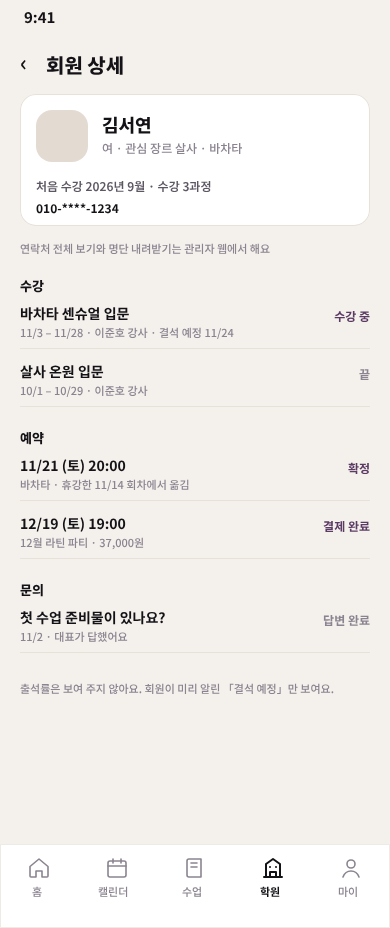 9:41
‹ 회원 상세
김서연
여 · 관심 장르 살사 · 바차타
처음 수강 2026년 9월 · 수강 3과정
010-****-1234
연락처 전체 보기와 명단 내려받기는 관리자 웹에서 해요
수강
바차타 센슈얼 입문
수강 중
11/3 – 11/28 · 이준호 강사 · 결석 예정 11/24
살사 온원 입문
끝
10/1 – 10/29 · 이준호 강사
예약
11/21 (토) 20:00
확정
바차타 · 휴강한 11/14 회차에서 옮김
12/19 (토) 19:00
결제 완료
12월 라틴 파티 · 37,000원
문의
첫 수업 준비물이 있나요?
답변 완료
11/2 · 대표가 답했어요
출석률은 보여 주지 않아요. 회원이 미리 알린 「결석 예정」만 보여요.
홈 캘린더 수업 학원 마이